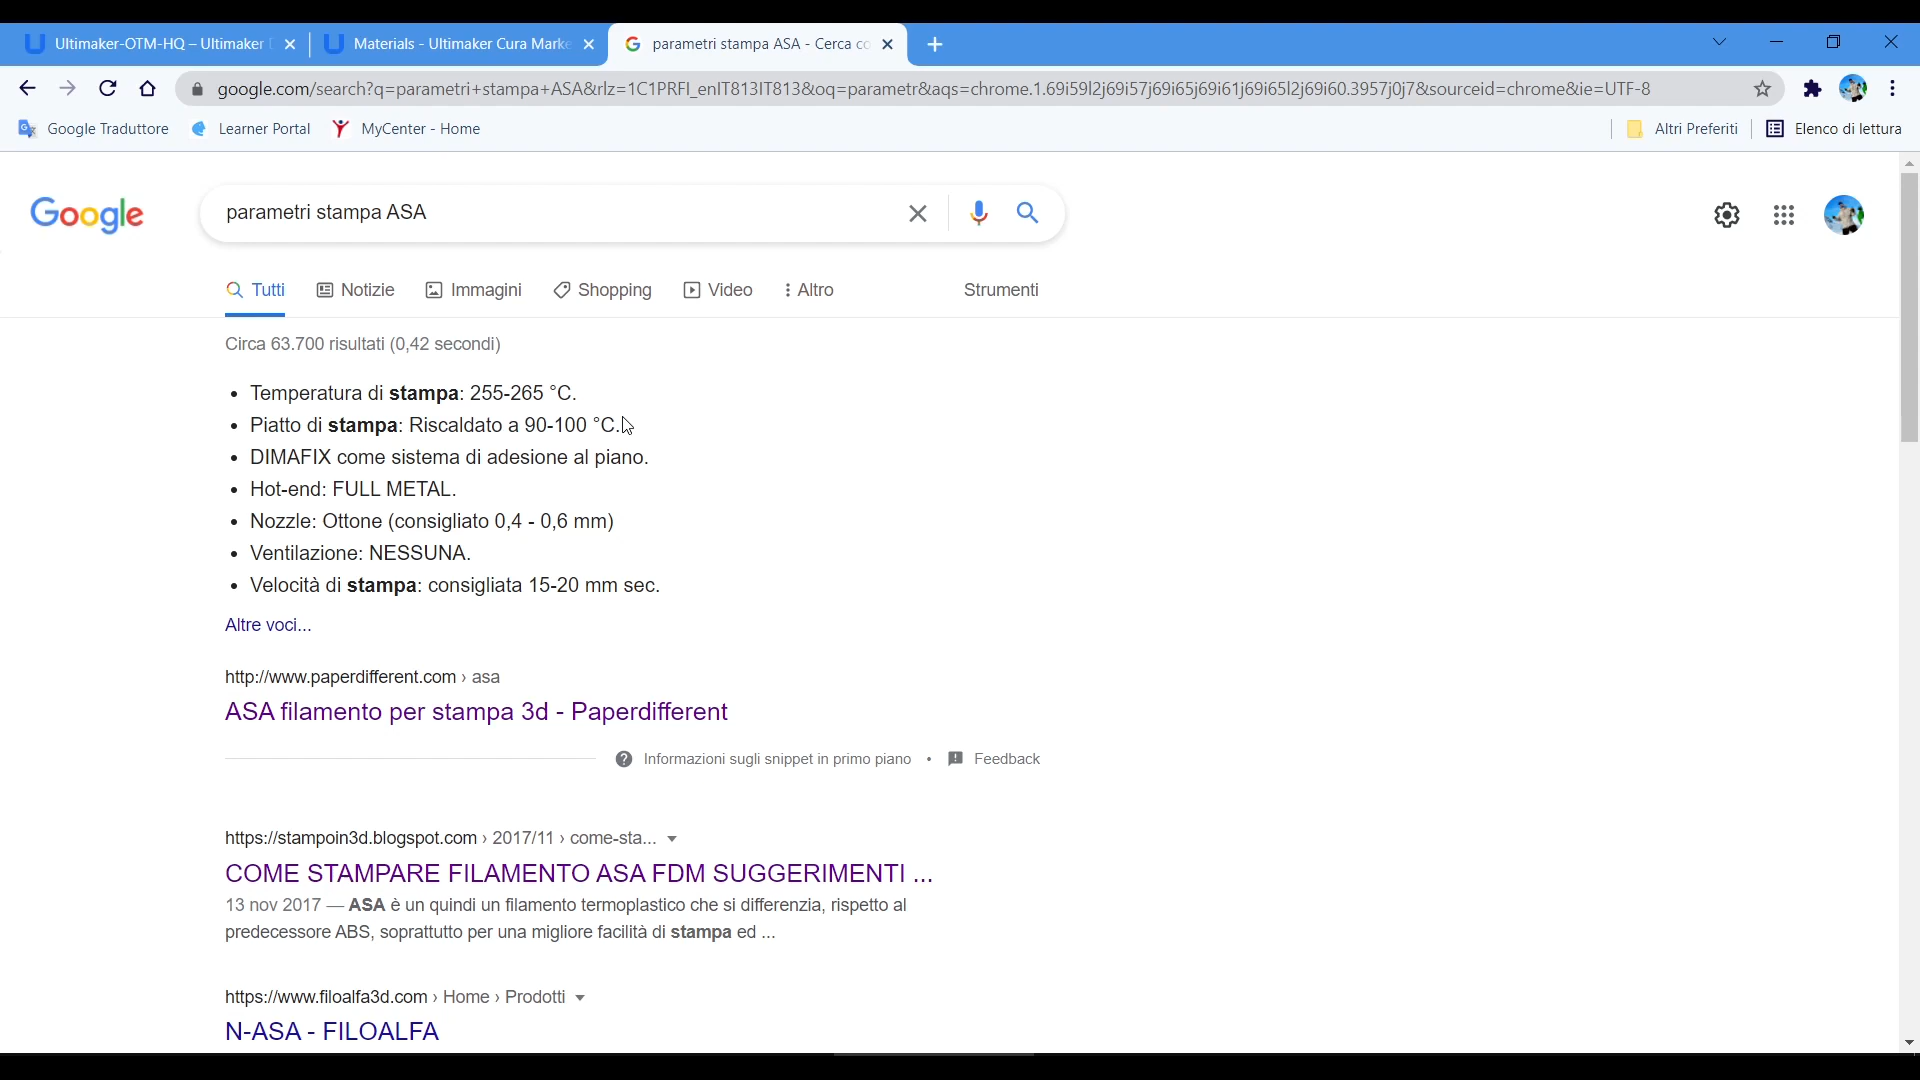 Ultimaker-OTM-HQ – Ultimaker
Materials - Ultimaker Cura Marke
parametri stampa ASA - Cerca co
google.com/search?q=parametri+stampa+ASA&rlz=1C1PRFI_enIT813IT813&oq=parametr&aqs=chrome.1.69i59l2j69i57j69i65j69i61j69i65l2j69i60.3957j0j7&sourceid=chrome&ie=UTF-8
Google Traduttore
Learner Portal
MyCenter - Home
Altri Preferiti
Elenco di lettura
Google
parametri stampa ASA
Tutti
Notizie
Immagini
Shopping
Video
Altro
Strumenti
Circa 63.700 risultati (0,42 secondi)
• Temperatura di stampa: 255-265 °C.
• Piatto di stampa: Riscaldato a 90-100 °C.
• DIMAFIX come sistema di adesione al piano.
• Hot-end: FULL METAL.
• Nozzle: Ottone (consigliato 0,4 - 0,6 mm)
• Ventilazione: NESSUNA.
• Velocità di stampa: consigliata 15-20 mm sec.
Altre voci...
http://www.paperdifferent.com › asa
ASA filamento per stampa 3d - Paperdifferent
Informazioni sugli snippet in primo piano • Feedback
https://stampoin3d.blogspot.com › 2017/11 › come-sta...
COME STAMPARE FILAMENTO ASA FDM SUGGERIMENTI ...
13 nov 2017 — ASA è un quindi un filamento termoplastico che si differenzia, rispetto al
predecessore ABS, soprattutto per una migliore facilità di stampa ed ...
https://www.filoalfa3d.com › Home › Prodotti
N-ASA - FILOALFA